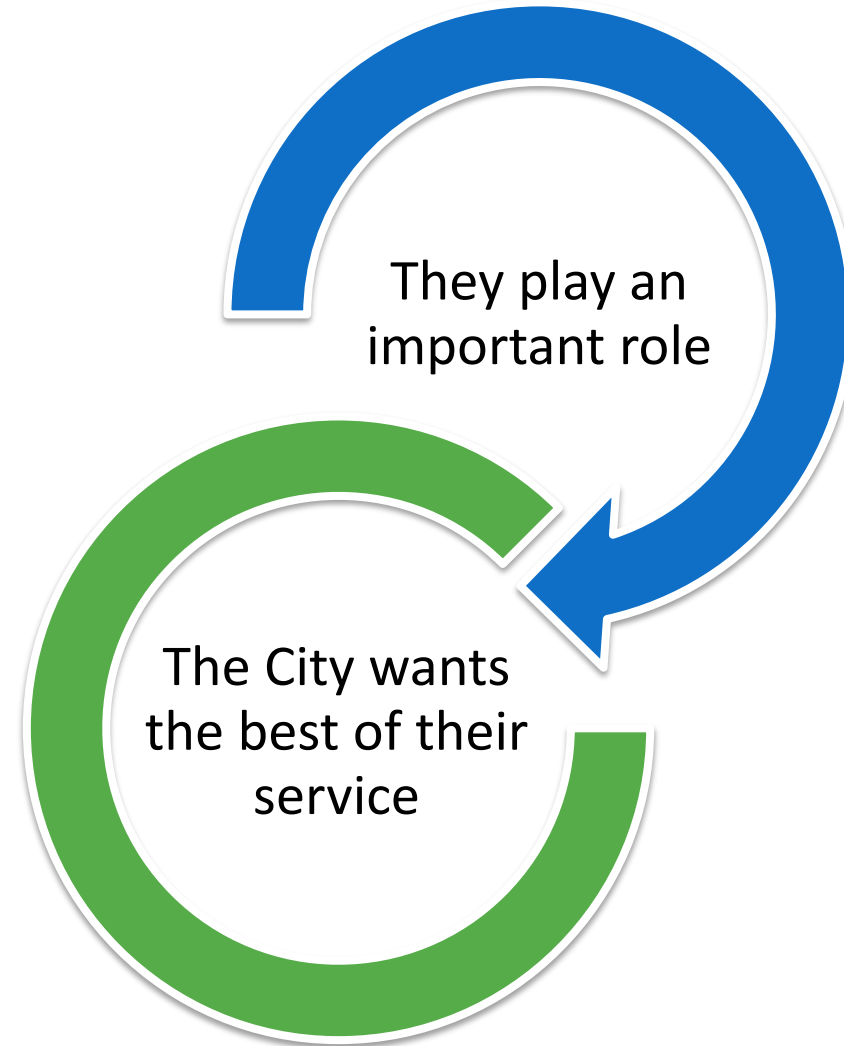 They play an
important role
The City wants
the best of their
service